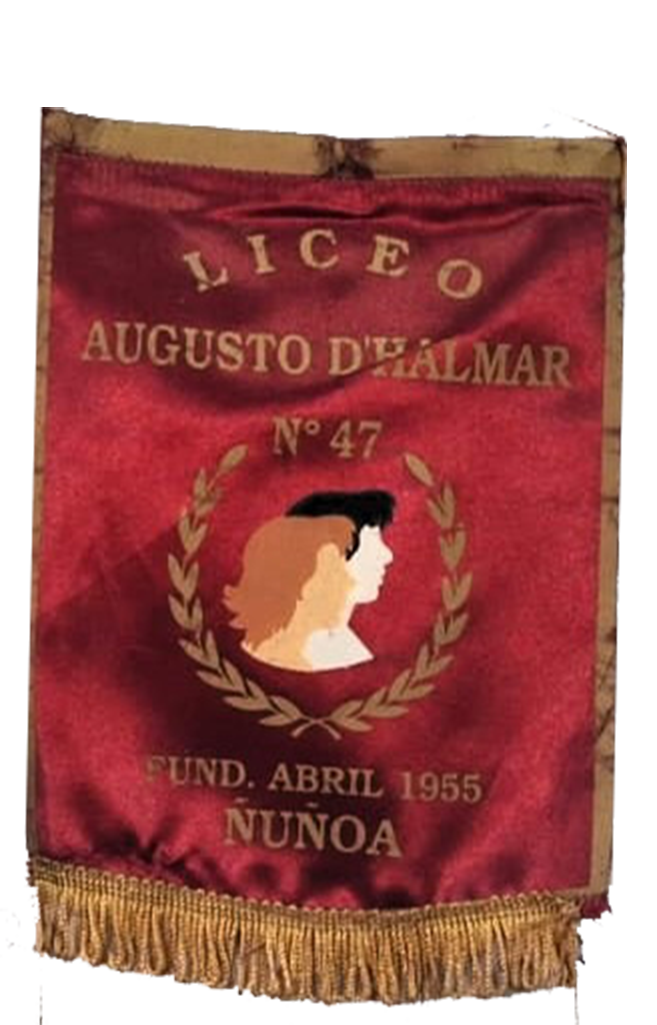 LICEO
AUGUSTO D'HALMAR
N° 47
FUND. ABRIL 1955
ÑUÑOA